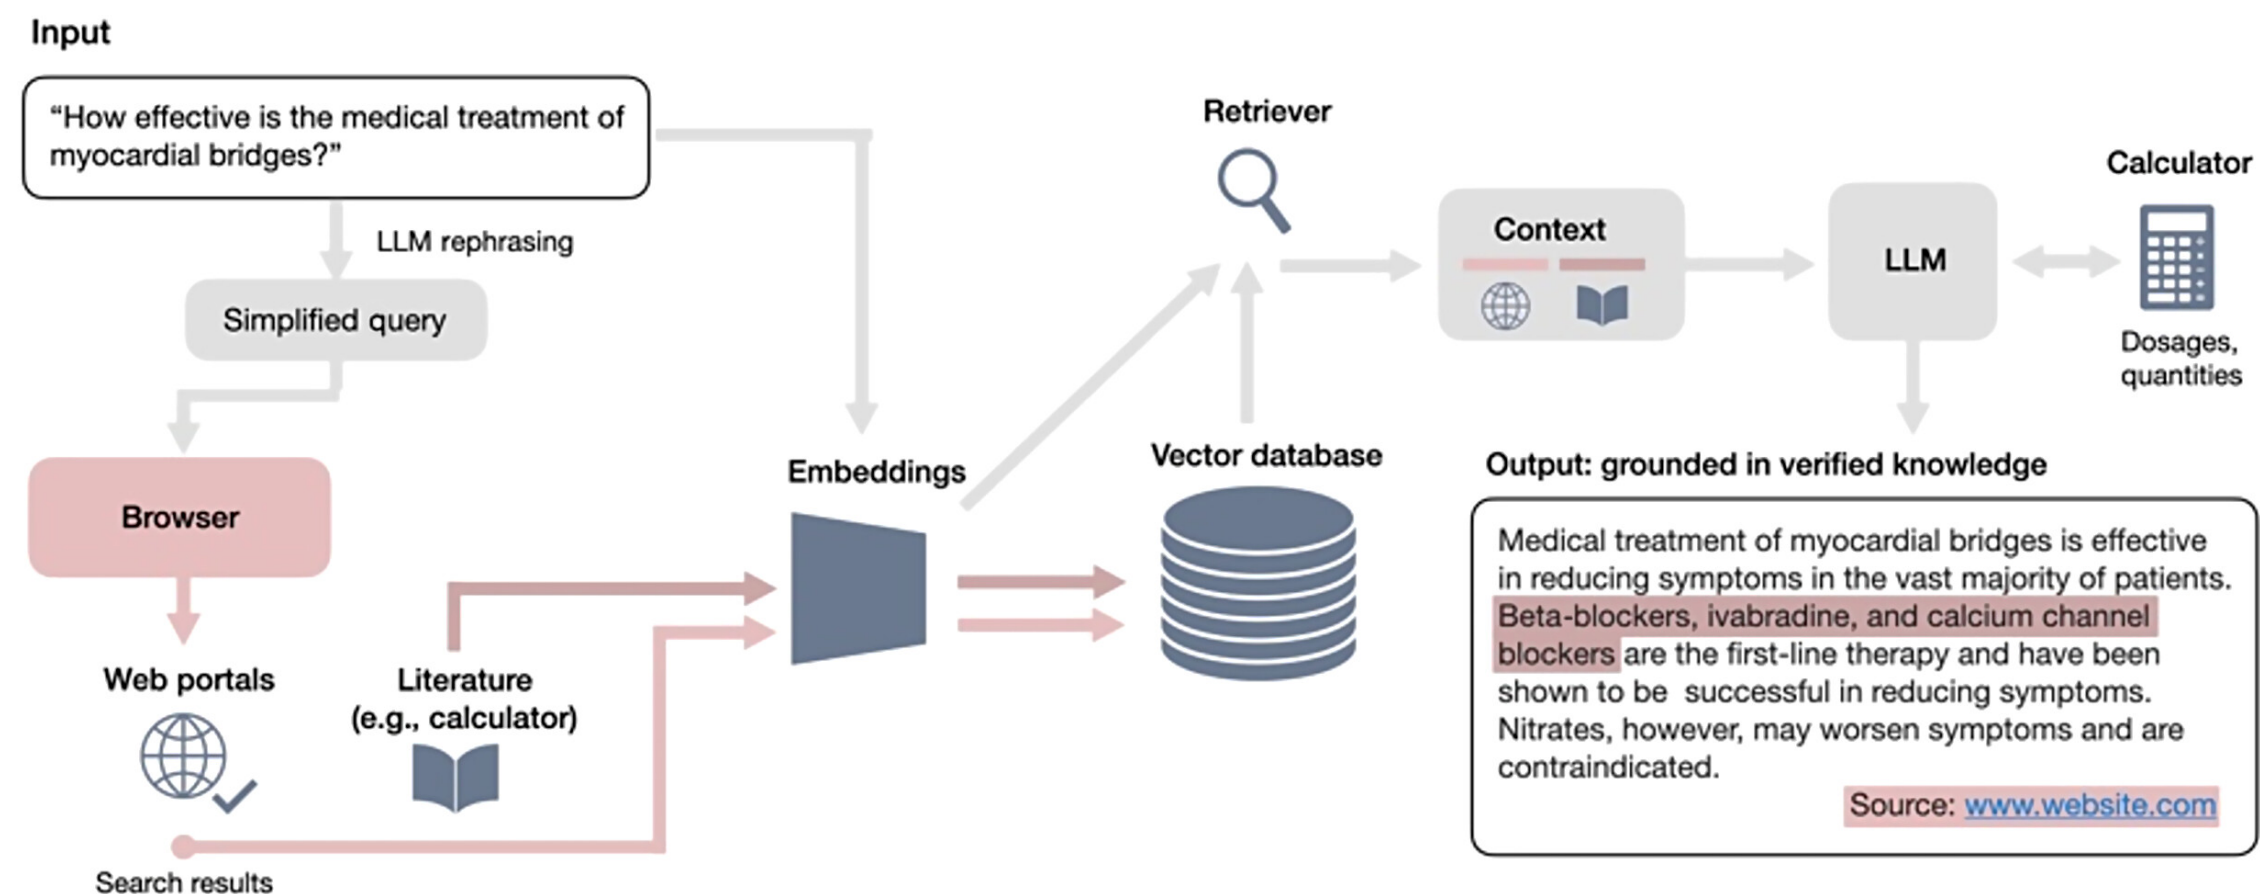 Input
“How effective is the medical treatment of
myocardial bridges?”
LLM rephrasing
Simplified query
Browser
Web portals
Search results
Literature
(e.g., calculator)
Embeddings
Vector database
Retriever
Context
LLM
Calculator
Dosages,
quantities
Output: grounded in verified knowledge
Medical treatment of myocardial bridges is effective
in reducing symptoms in the vast majority of patients.
Beta-blockers, ivabradine, and calcium channel
blockers are the first-line therapy and have been
shown to be successful in reducing symptoms.
Nitrates, however, may worsen symptoms and are
contraindicated.
Source: www.website.com